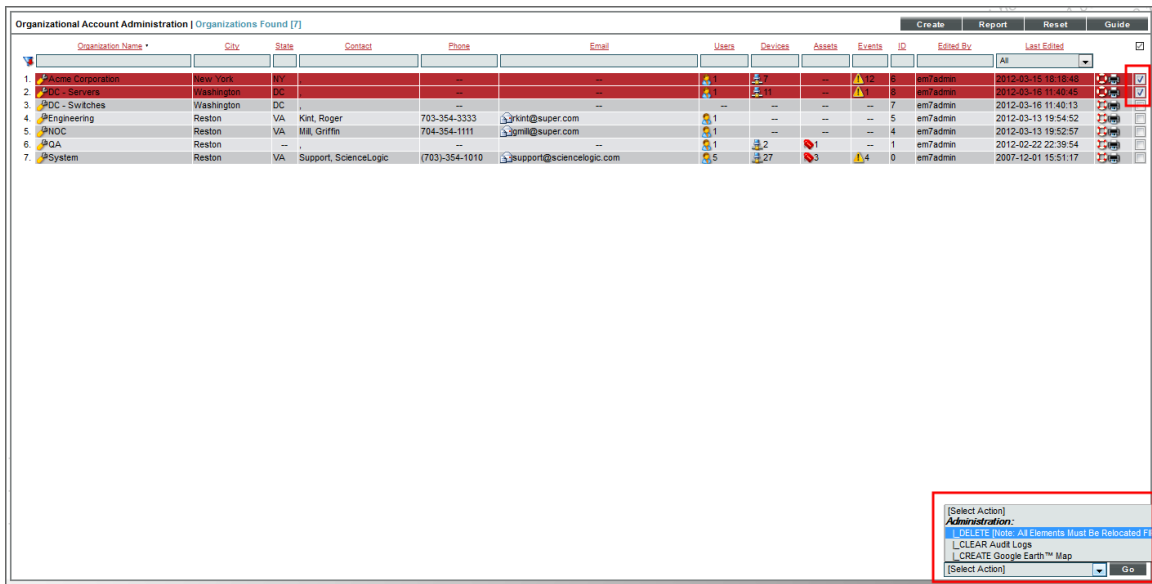 Organizational Account Administration | Organizations Found [7] Create Report Reset Guide
Organization Name • City State Contact Phone Email Users Devices Assets Events ID Edited By Last Edited
All
1. Acme Corporation New York NY , -- -- 1 7 -- 12 6 em7admin 2012-03-15 18:18:48
2. DC - Servers Washington DC , -- -- 1 11 -- 1 8 em7admin 2012-03-16 11:40:45
3. DC - Switches Washington DC , -- -- -- -- -- -- 7 em7admin 2012-03-16 11:40:13
4. Engineering Reston VA Kint, Roger 703-354-3333 rkint@super.com 1 -- -- -- 5 em7admin 2012-03-13 19:54:52
5. NOC Reston VA Mill, Griffin 704-354-1111 gmill@super.com 1 -- -- -- 4 em7admin 2012-03-13 19:52:57
6. QA Reston -- , -- -- 1 2 1 -- 1 em7admin 2012-02-22 22:39:54
7. System Reston VA Support, ScienceLogic (703)-354-1010 support@sciencelogic.com 5 27 3 4 0 em7admin 2007-12-01 15:51:17
[Select Action]
Administration:
|_DELETE [Note: All Elements Must Be Relocated
|_CLEAR Audit Logs
|_CREATE Google Earth™ Map
[Select Action] Go